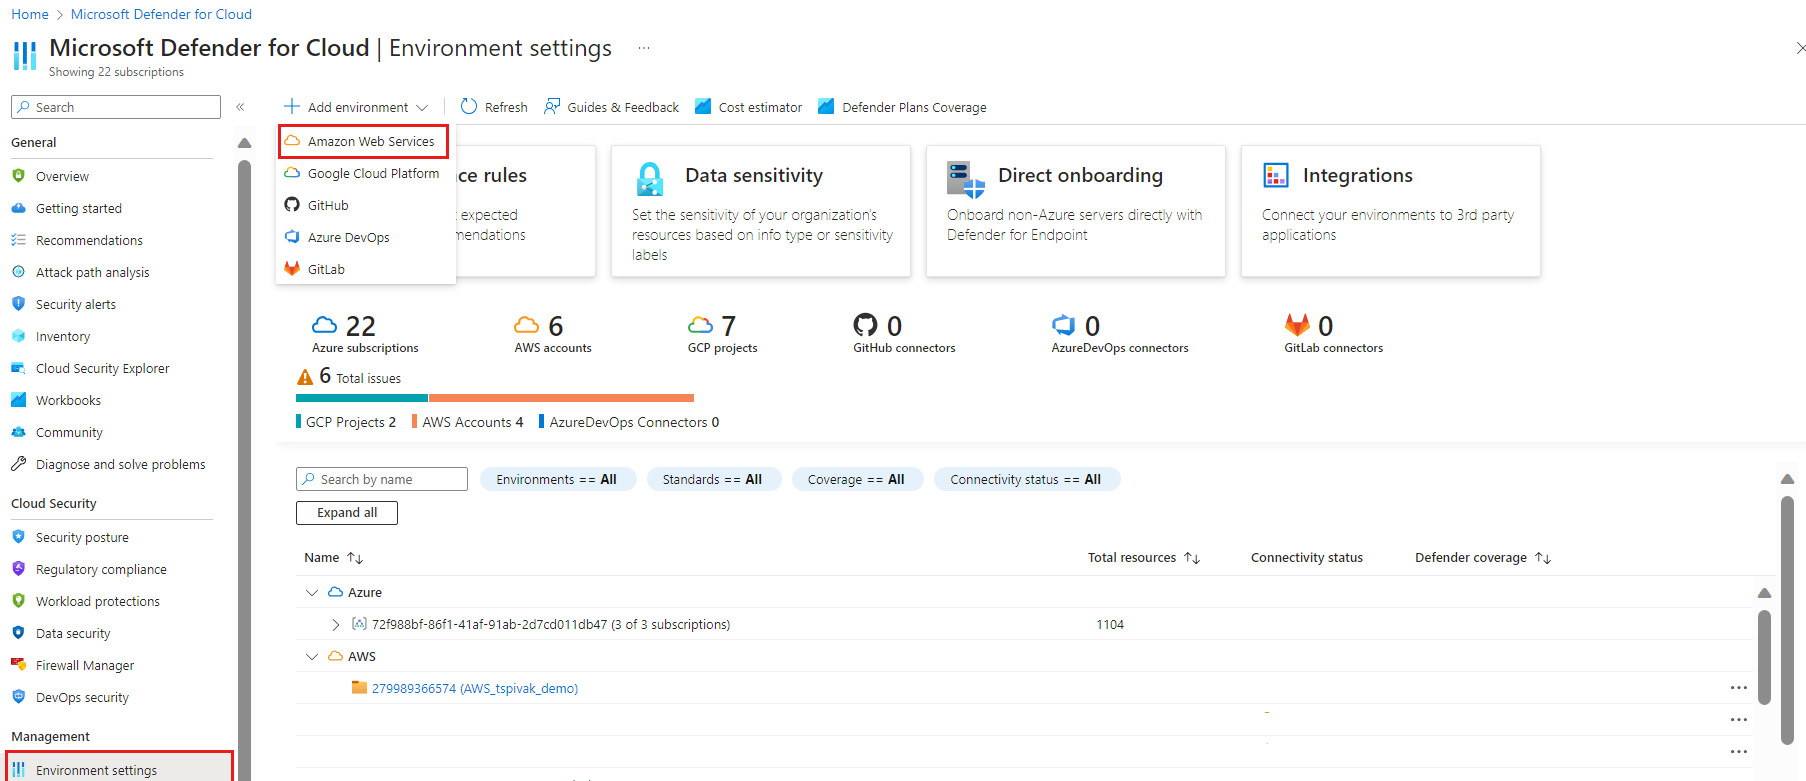 Home > Microsoft Defender for Cloud
Microsoft Defender for Cloud | Environment settings ...
Showing 22 subscriptions
Search «
General
Overview
Getting started
Recommendations
Attack path analysis
Security alerts
Inventory
Cloud Security Explorer
Workbooks
Community
Diagnose and solve problems
Cloud Security
Security posture
Regulatory compliance
Workload protections
Data security
Firewall Manager
DevOps security
Management
Environment settings
Add environment Refresh Guides & Feedback Cost estimator Defender Plans Coverage
Amazon Web Services
Google Cloud Platform
GitHub
Azure DevOps
GitLab
ce rules
expected
mendations
Data sensitivity
Set the sensitivity of your organization's
resources based on info type or sensitivity
labels
Direct onboarding
Onboard non-Azure servers directly with
Defender for Endpoint
Integrations
Connect your environments to 3rd party
applications
22
Azure subscriptions
6
AWS accounts
7
GCP projects
0
GitHub connectors
0
AzureDevOps connectors
0
GitLab connectors
6 Total issues
GCP Projects 2 AWS Accounts 4 AzureDevOps Connectors 0
Search by name Environments == All Standards == All Coverage == All Connectivity status == All
Expand all
Name Total resources Connectivity status Defender coverage
Azure
72f988bf-86f1-41af-91ab-2d7cd011db47 (3 of 3 subscriptions) 1104
AWS
279989366574 (AWS_tspivak_demo)